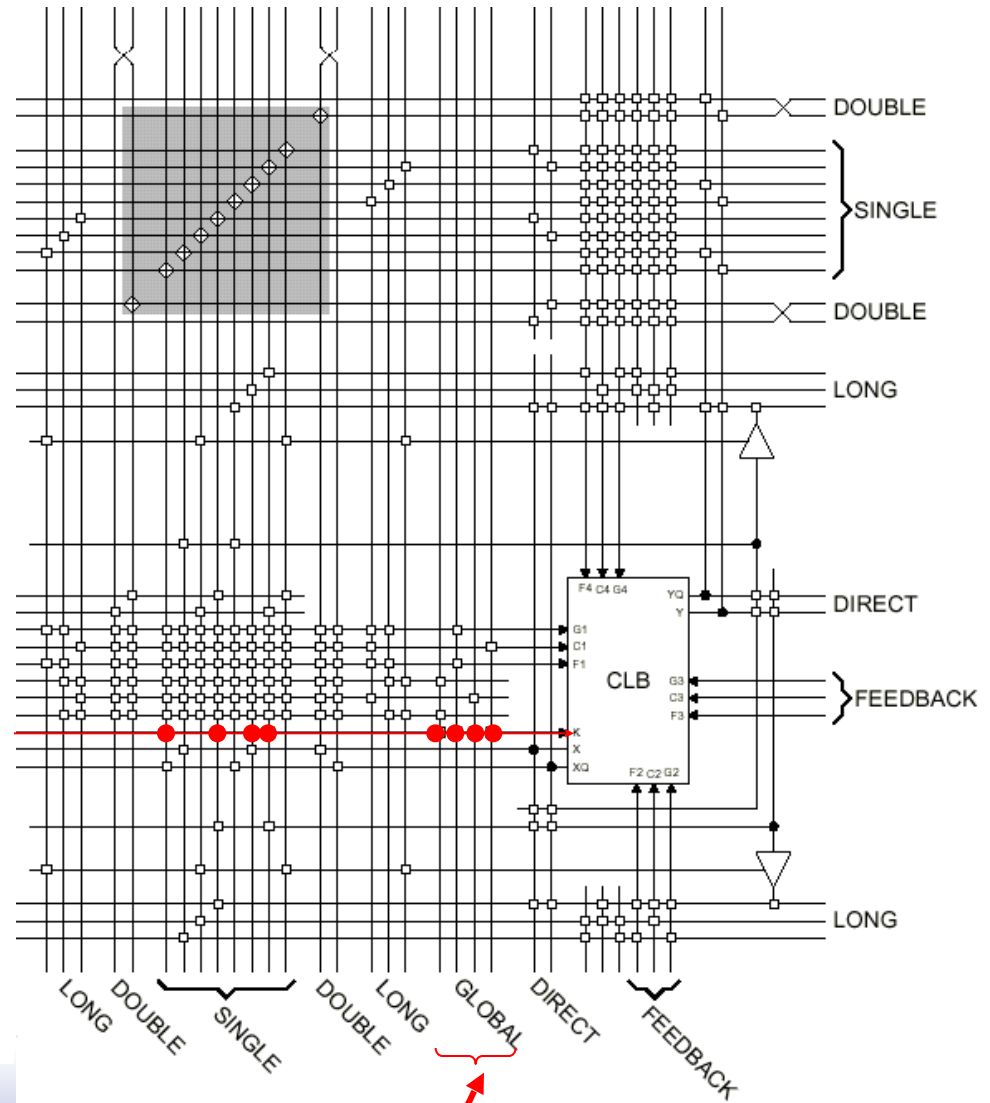 DOUBLE
SINGLE
DOUBLE
LONG
F4 C4 G4
YQ
DIRECT
Y
G1
C1
F1
CLB
G3
C3
F3
FEEDBACK
K
X
XQ
F2 C2 G2
LONG
LONG
DOUBLE
SINGLE
DOUBLE
LONG
GLOBAL
DIRECT
FEEDBACK